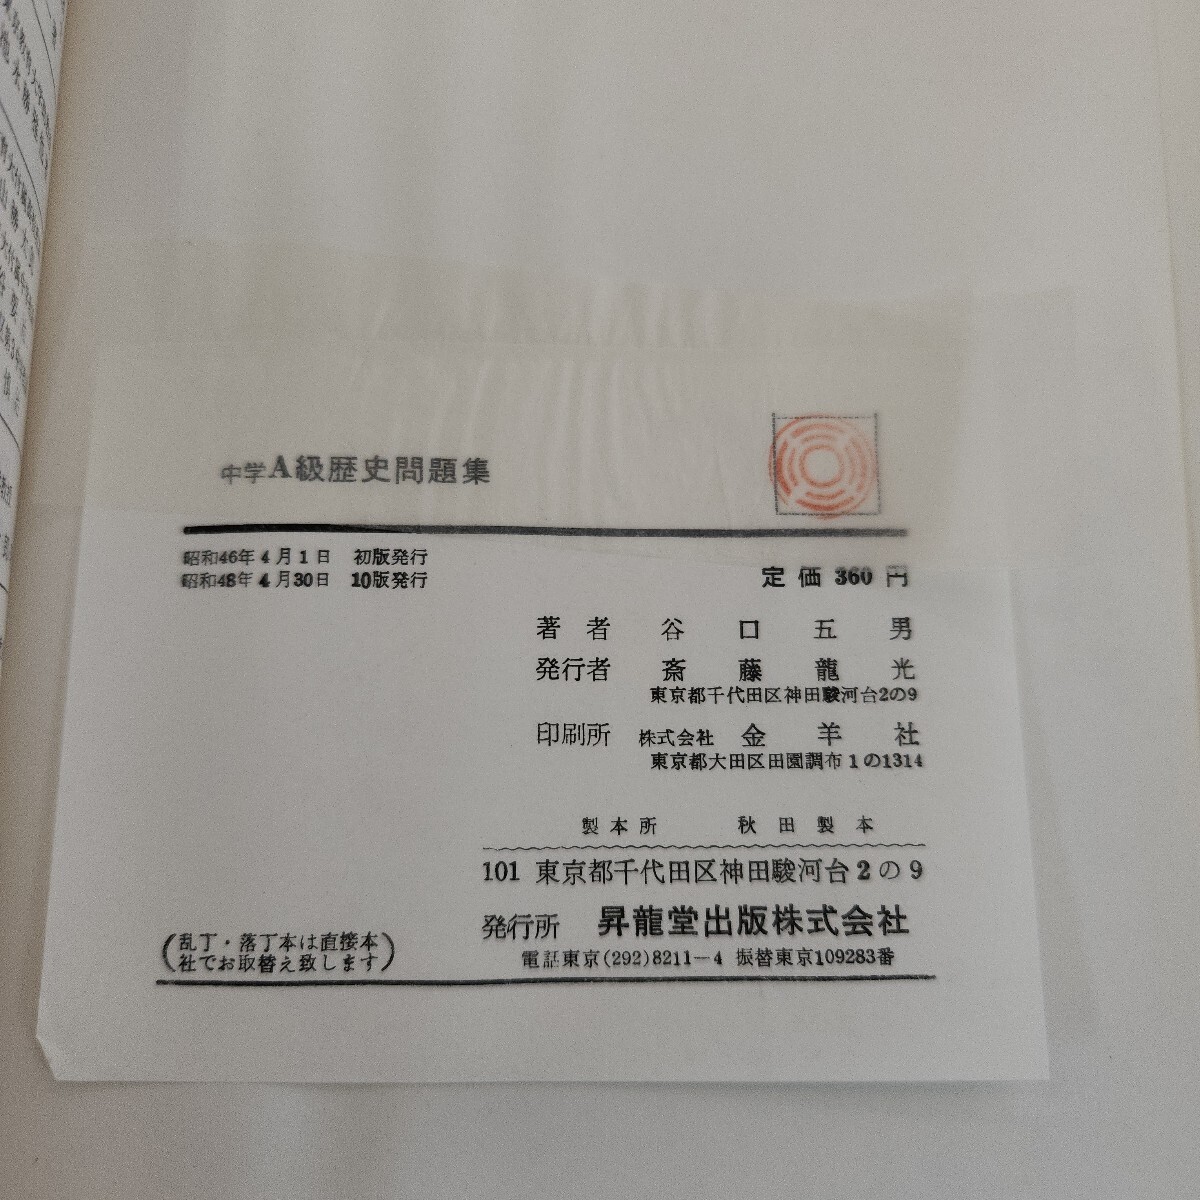 中学A級歴史問題集
昭和46年4月1日 初版発行
昭和48年4月30日 10版発行
定価 360円
著者 谷口五男
発行者 斎藤龍光
東京都千代田区神田駿河台2の9
印刷所 株式会社 金羊社
東京都大田区田園調布1の1314
製本所 秋田製本
101 東京都千代田区神田駿河台2の9
発行所 昇龍堂出版株式会社
電話東京(292)8211-4 振替東京109283番
(乱丁・落丁本は直接本
社でお取替え致します)